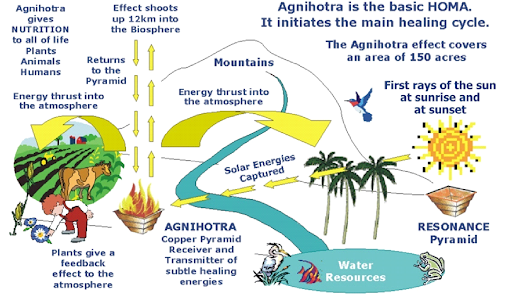 Agnihotra
gives
NUTRITION
to all of life
Plants
Animals
Humans
Effect shoots
up 12km into
the Biosphere
Returns
to the
Pyramid
Agnihotra is the basic HOMA.
It initiates the main healing cycle.
The Agnihotra effect covers
an area of 150 acres
Mountains
Energy thrust into
the atmosphere
Energy thrust into
the atmosphere
First rays of the sun
at sunrise and
at sunset
Solar Energies
Captured
AGNIHOTRA
Copper Pyramid
Receiver and
Transmitter of
subtle healing
energies
RESONANCE
Pyramid
Plants give a
feedback
effect to the
atmosphere
Water
Resources